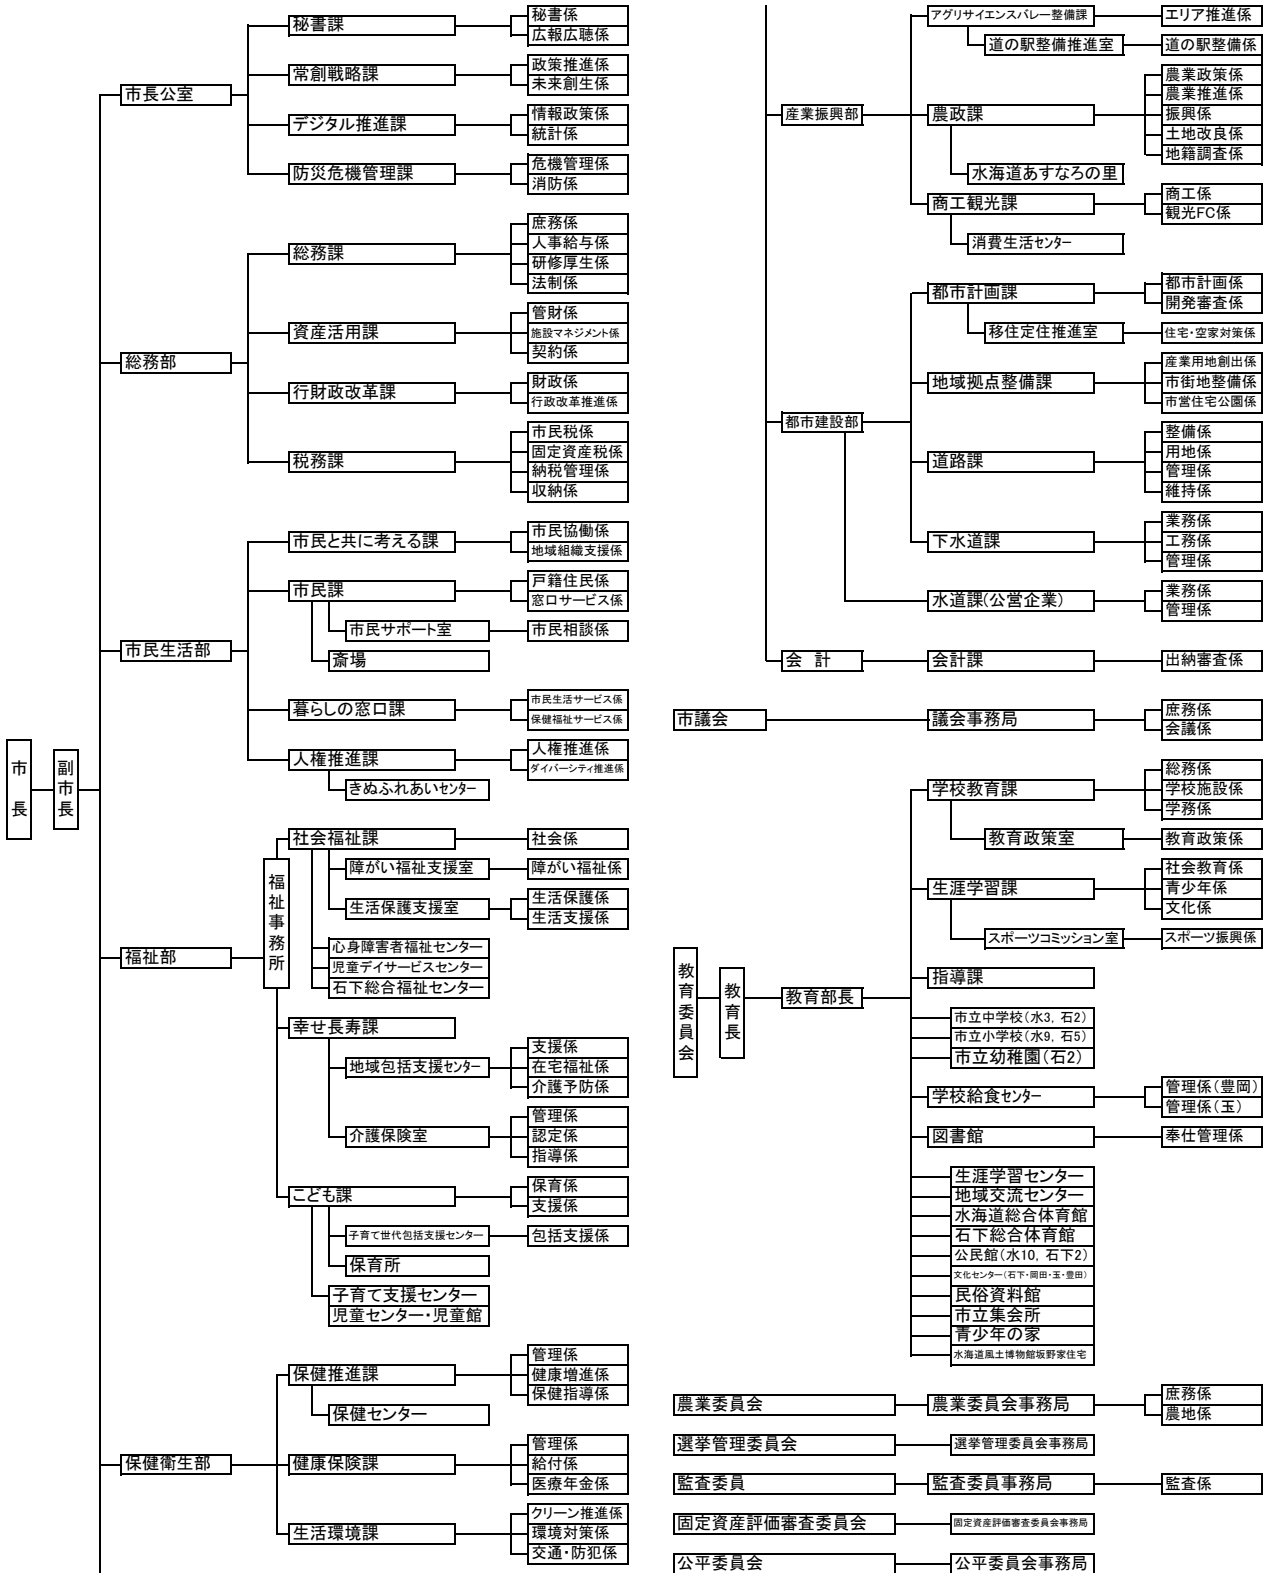 市長
副市長
市長公室
秘書課
秘書係
広報広聴係
常創戦略課
政策推進係
未来創生係
デジタル推進課
情報政策係
統計係
防災危機管理課
危機管理係
消防係
総務部
総務課
庶務係
人事給与係
研修厚生係
法制係
資産活用課
管財係
施設マネジメント係
契約係
行財政改革課
財政係
行政改革推進係
税務課
市民税係
固定資産税係
納税管理係
収納係
市民生活部
市民と共に考える課
市民協働係
地域組織支援係
市民課
戸籍住民係
窓口サービス係
市民サポート室
市民相談係
斎場
暮らしの窓口課
市民生活サービス係
保健福祉サービス係
人権推進課
人権推進係
ダイバーシティ推進係
きぬふれあいセンター
福祉部
福祉事務所
社会福祉課
社会係
障がい福祉支援室
障がい福祉係
生活保護支援室
生活保護係
生活支援係
心身障害者福祉センター
児童デイサービスセンター
石下総合福祉センター
幸せ長寿課
地域包括支援センター
支援係
在宅福祉係
介護予防係
介護保険室
管理係
認定係
指導係
こども課
保育係
支援係
子育て世代包括支援センター
包括支援係
保育所
子育て支援センター
児童センター・児童館
保健衛生部
保健推進課
管理係
健康増進係
保健指導係
保健センター
健康保険課
管理係
給付係
医療年金係
生活環境課
クリーン推進係
環境対策係
交通・防犯係
産業振興部
アグリサイエンスバレー整備課
エリア推進係
道の駅整備推進室
道の駅整備係
農政課
農業政策係
農業推進係
振興係
土地改良係
地籍調査係
水海道あすなろの里
商工観光課
商工係
観光FC係
消費生活センター
都市建設部
都市計画課
都市計画係
開発審査係
移住定住推進室
住宅・空家対策係
地域拠点整備課
産業用地創出係
市街地整備係
市営住宅公園係
道路課
整備係
用地係
管理係
維持係
下水道課
業務係
工務係
管理係
水道課(公営企業)
業務係
管理係
会 計
会計課
出納審査係
市議会
議会事務局
庶務係
会議係
教育委員会
教育長
教育部長
学校教育課
総務係
学校施設係
学務係
教育政策室
教育政策係
生涯学習課
社会教育係
青少年係
文化係
スポーツコミッション室
スポーツ振興係
指導課
市立中学校(水3，石2)
市立小学校(水9，石5)
市立幼稚園(石2)
学校給食センター
管理係(豊岡)
管理係(玉)
図書館
奉仕管理係
生涯学習センター
地域交流センター
水海道総合体育館
石下総合体育館
公民館(水10，石下2)
文化センター(石下・岡田・玉・豊田)
民俗資料館
市立集会所
青少年の家
水海道風土博物館坂野家住宅
農業委員会
農業委員会事務局
庶務係
農地係
選挙管理委員会
選挙管理委員会事務局
監査委員
監査委員事務局
監査係
固定資産評価審査委員会
固定資産評価審査委員会事務局
公平委員会
公平委員会事務局